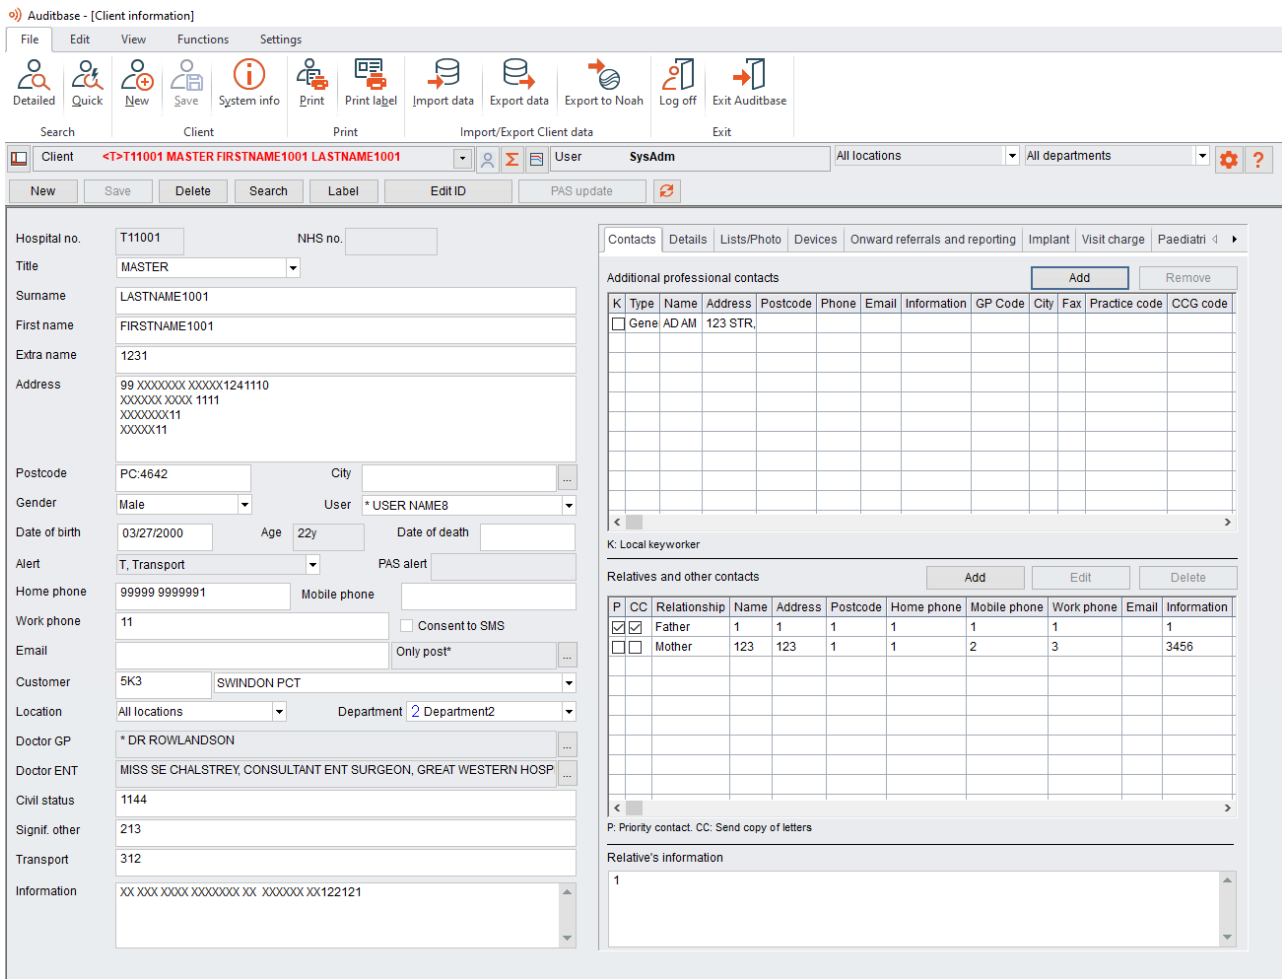 Auditbase - [Client information]
File Edit View Functions Settings
Detailed Quick New Save System info Print Print label Import data Export data Export to Noah Log off Exit Auditbase
Search Client Print Import/Export Client data Exit
Client <T>T11001 MASTER FIRSTNAME1001 LASTNAME1001 User SysAdm All locations All departments
New Save Delete Search Label Edit ID PAS update
Hospital no. T11001 NHS no.
Title MASTER
Surname LASTNAME1001
First name FIRSTNAME1001
Extra name 1231
Address 99 XXXXXXX XXXXX1241110
XXXXXX XXXX 1111
XXXXXXX11
XXXXX11
Postcode PC:4642 City ...
Gender Male User * USER NAME8
Date of birth 03/27/2000 Age 22y Date of death
Alert T, Transport PAS alert
Home phone 99999 9999991 Mobile phone
Work phone 11 Consent to SMS
Email Only post* ...
Customer 5K3 SWINDON PCT
Location All locations Department 2 Department2
Doctor GP * DR ROWLANDSON ...
Doctor ENT MISS SE CHALSTREY, CONSULTANT ENT SURGEON, GREAT WESTERN HOSP ...
Civil status 1144
Signif. other 213
Transport 312
Information XX XXX XXXX XXXXXXX XX XXXXXX XX122121
Contacts Details Lists/Photo Devices Onward referrals and reporting Implant Visit charge Paediatri
Additional professional contacts Add Remove
K Type Name Address Postcode Phone Email Information GP Code City Fax Practice code CCG code
Gene AD AM 123 STR,
K: Local keyworker
Relatives and other contacts Add Edit Delete
P CC Relationship Name Address Postcode Home phone Mobile phone Work phone Email Information
Father 1 1 1 1 1 1 1
Mother 123 123 1 1 2 3 3456
P: Priority contact. CC: Send copy of letters
Relative's information
1